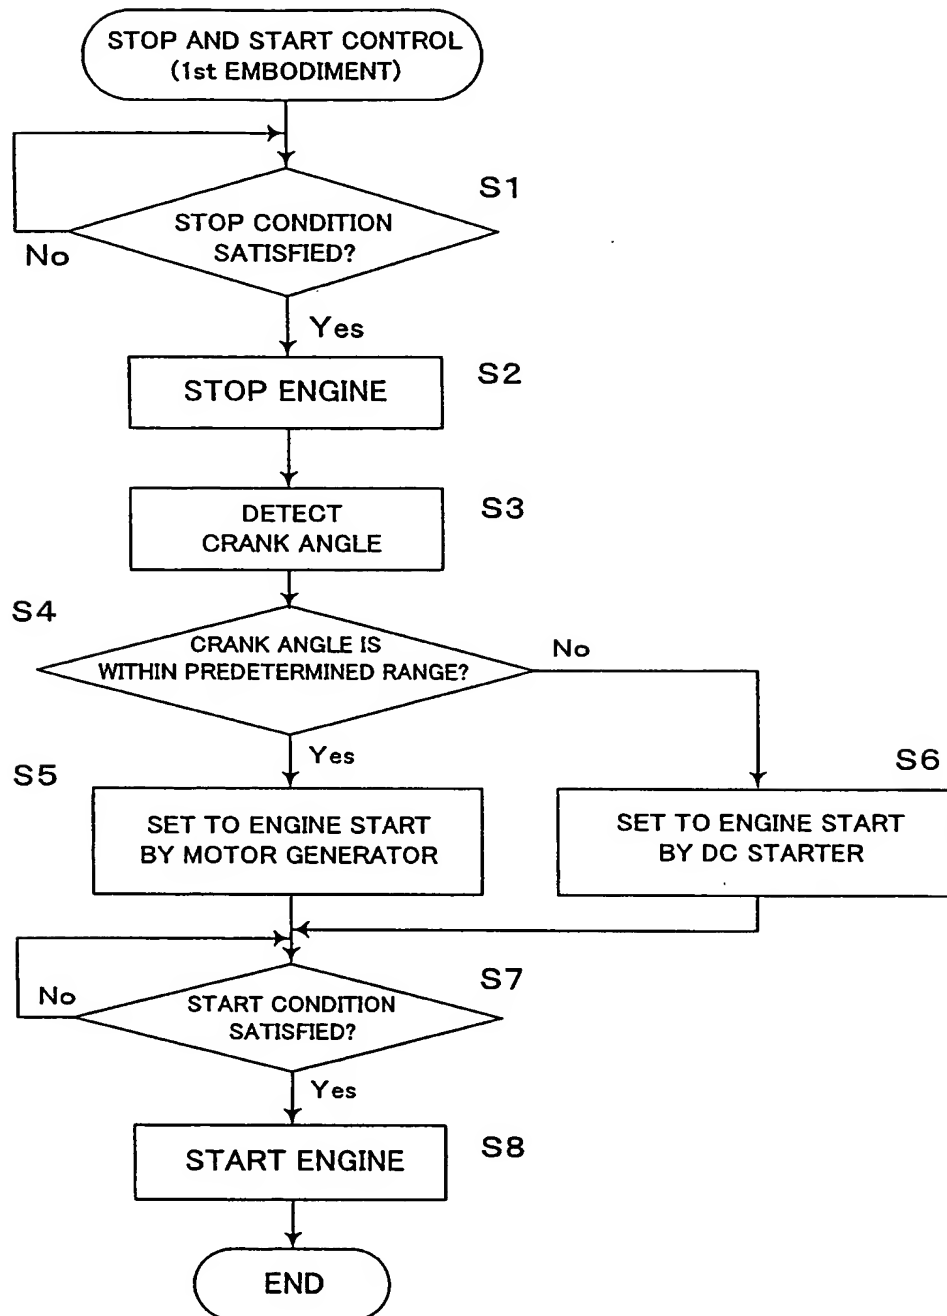 STOP AND START CONTROL
(1st EMBODIMENT)
S1
STOP CONDITION
SATISFIED?
No
Yes
S2
STOP ENGINE
S3
DETECT
CRANK ANGLE
S4
CRANK ANGLE IS
WITHIN PREDETERMINED RANGE?
No
Yes
S5
SET TO ENGINE START
BY MOTOR GENERATOR
S6
SET TO ENGINE START
BY DC STARTER
S7
No
START CONDITION
SATISFIED?
Yes
S8
START ENGINE
END